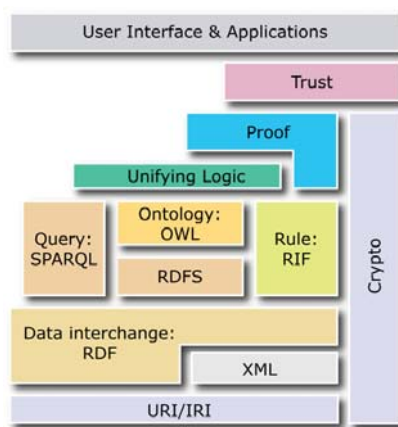 User Interface & Applications
Trust
Proof
Unifying Logic
Query:
SPARQL
Ontology:
OWL
RDFS
Rule:
RIF
Crypto
Data interchange:
RDF
XML
URI/IRI